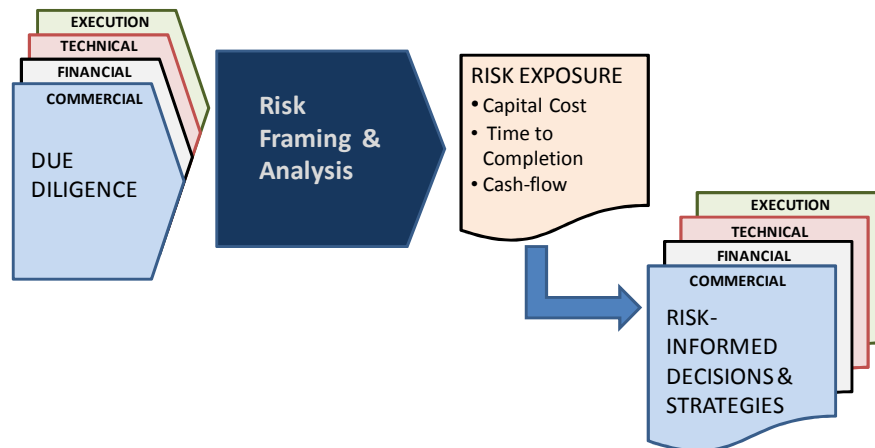 EXECUTION
TECHNICAL
FINANCIAL
COMMERCIAL
DUE
DILIGENCE
Risk
Framing &
Analysis
RISK EXPOSURE
• Capital Cost
• Time to
Completion
• Cash-flow
EXECUTION
TECHNICAL
FINANCIAL
COMMERCIAL
RISK-
INFORMED
DECISIONS &
STRATEGIES